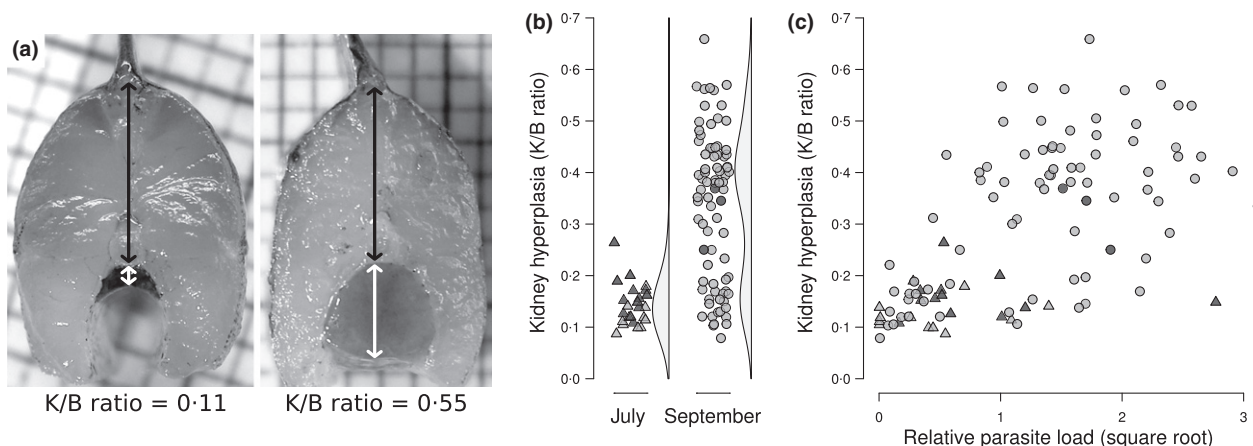 (a)
K/B ratio = 0·11
K/B ratio = 0·55
(b)
Kidney hyperplasia (K/B ratio)
0·7
0·6
0·5
0·4
0·3
0·2
0·1
0·0
July
September
(c)
Kidney hyperplasia (K/B ratio)
0·7
0·6
0·5
0·4
0·3
0·2
0·1
0·0
0
1
2
3
Relative parasite load (square root)